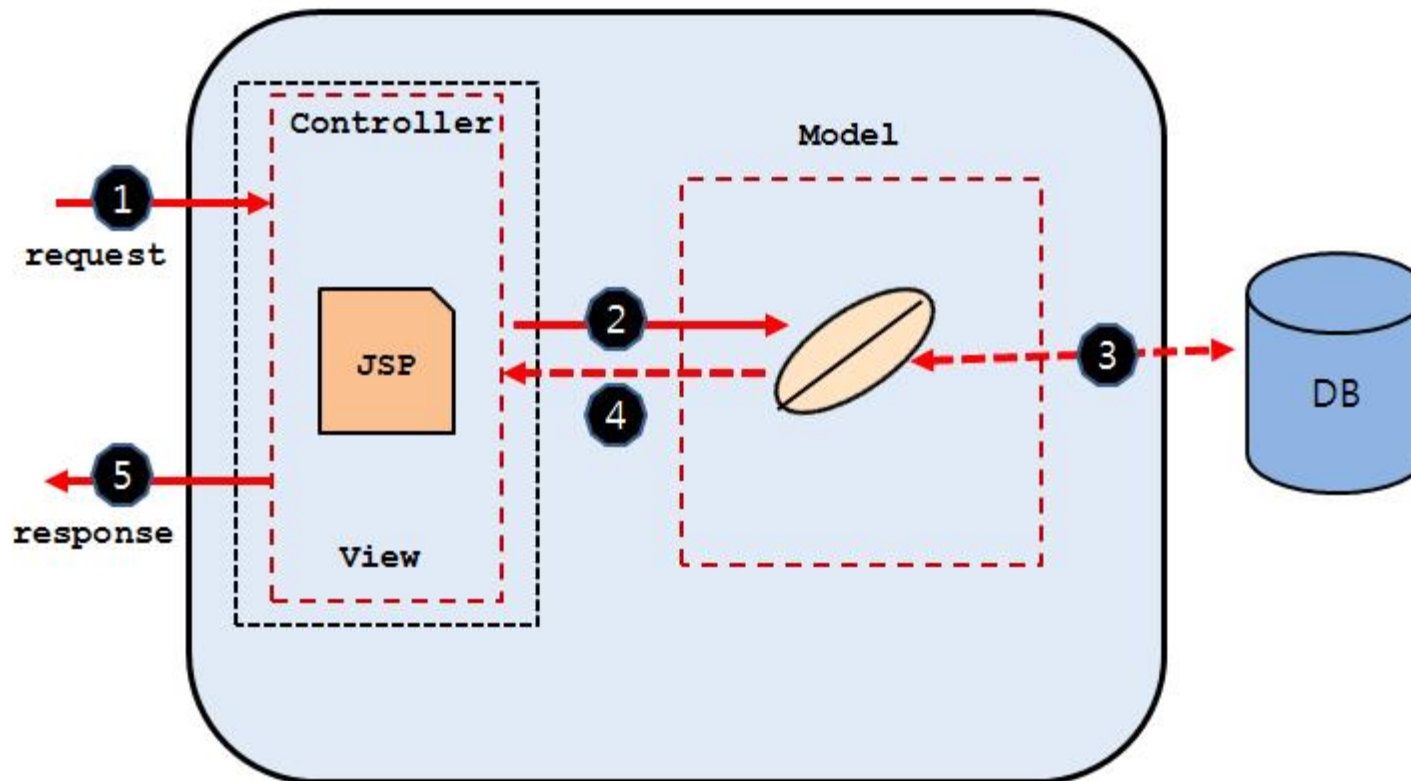 Controller
Model
1
request
2
JSP
3
4
DB
5
response
View